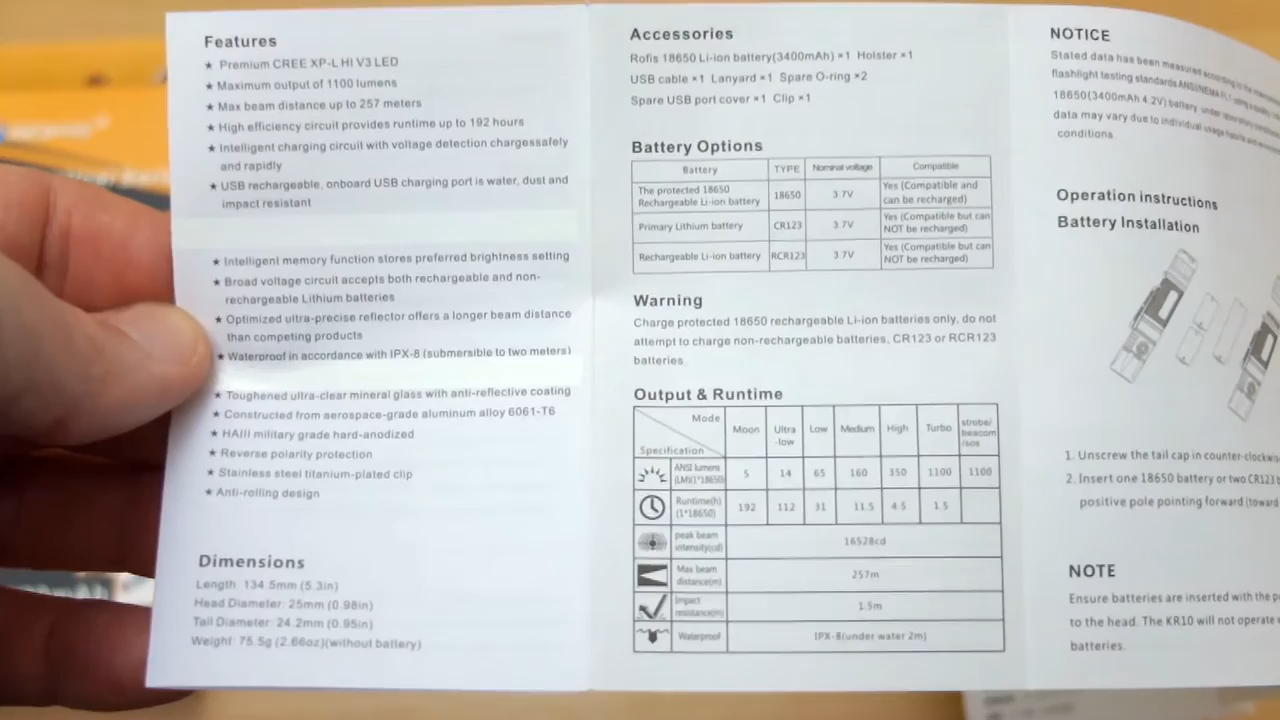 Features
★ Premium CREE XP-L HI V3 LED
★ Maximum output of 1100 lumens
★ Max beam distance up to 257 meters
★ High efficiency circuit provides runtime up to 192 hours
★ Intelligent charging circuit with voltage detection chargessafely
and rapidly
★ USB rechargeable, onboard USB charging port is water, dust and
impact resistant
★ Intelligent memory function stores preferred brightness setting
★ Broad voltage circuit accepts both rechargeable and non-
rechargeable Lithium batteries
★ Optimized ultra-precise reflector offers a longer beam distance
than competing products
★ Waterproof in accordance with IPX-8 (submersible to two meters)
★ Toughened ultra-clear mineral glass with anti-reflective coating
★ Constructed from aerospace-grade aluminum alloy 6061-T6
★ HAIII military grade hard-anodized
★ Reverse polarity protection
★ Stainless steel titanium-plated clip
★ Anti-rolling design
Dimensions
Length: 134.5mm (5.3in)
Head Diameter: 25mm (0.98in)
Tail Diameter: 24.2mm (0.95in)
Weight: 75.5g (2.66oz)(without battery)
Accessories
Rofis 18650 Li-ion battery(3400mAh) ×1 Holster ×1
USB cable ×1 Lanyard ×1 Spare O-ring ×2
Spare USB port cover ×1 Clip ×1
Battery Options
Battery TYPE Nominal voltage Compatible
The protected 18650
Rechargeable Li-ion battery 18650 3.7V Yes (Compatible and
can be recharged)
Primary Lithium battery CR123 3.7V Yes (Compatible but can
NOT be recharged)
Rechargeable Li-ion battery RCR123 3.7V Yes (Compatible but can
NOT be recharged)
Warning
Charge protected 18650 rechargeable Li-ion batteries only, do not
attempt to charge non-rechargeable batteries, CR123 or RCR123
batteries.
Output & Runtime
Mode
Specification
Moon Ultra
-low Low Medium High Turbo strobe/
beacom
/sos
ANSI lumens
(LM)(1*18650) 5 14 65 160 350 1100 1100
Runtime(h)
(1*18650) 192 112 31 11.5 4.5 1.5
peak beam
intensity(cd) 16528cd
Max beam
distance(m) 257m
Impact
resistance(m) 1.5m
Waterproof IPX-8(under water 2m)
NOTICE
Stated data has been measured according to the
flashlight testing standards ANSI/NEMA FL1
18650(3400mAh 4.2V) battery under laboratory
data may vary due to individual usage habits and
conditions.
Operation instructions
Battery Installation
1. Unscrew the tail cap in
2. Insert one 18650 battery or two CR123
positive pole pointing forward (toward
NOTE
Ensure batteries are inserted with the
to the head. The KR10 will not operate
batteries.